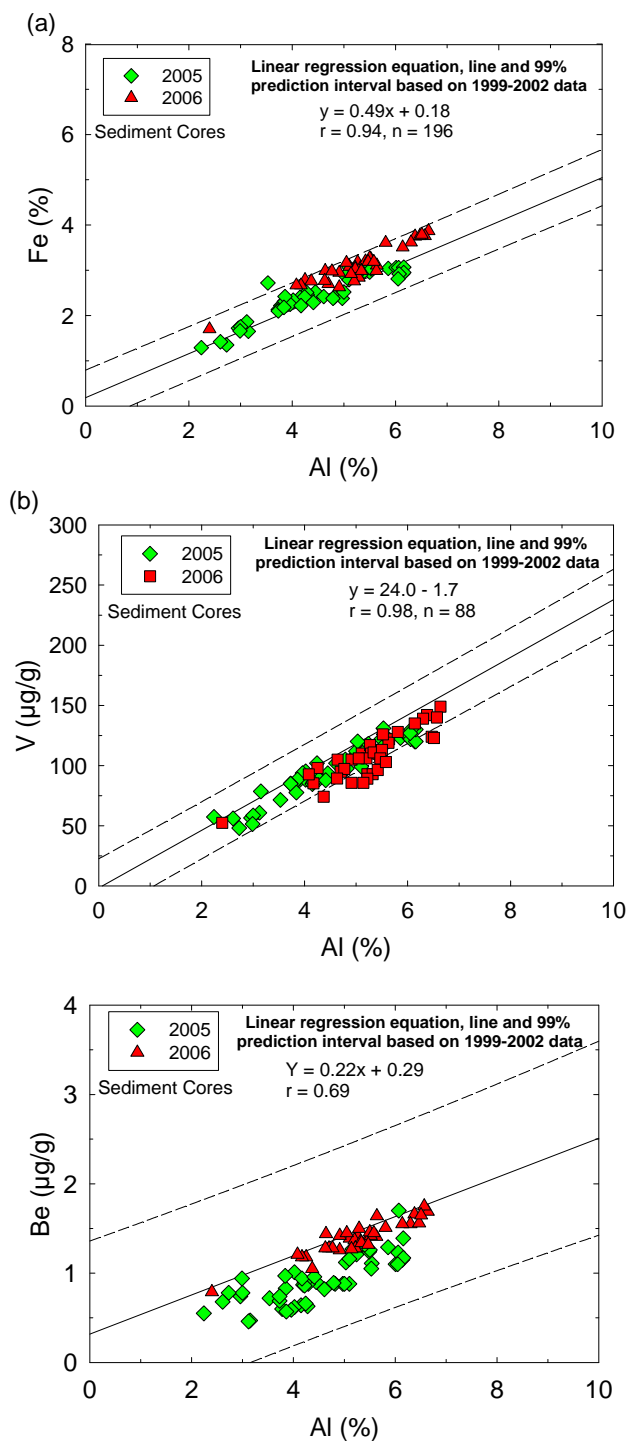 (a)
8
2005
2006
Sediment Cores
Linear regression equation, line and 99%
prediction interval based on 1999-2002 data
y = 0.49x + 0.18
r = 0.94, n = 196
6
4
2
0
Fe (%)
0 2 4 6 8 10
Al (%)
(b)
300
2005
2006
Sediment Cores
Linear regression equation, line and 99%
prediction interval based on 1999-2002 data
y = 24.0 - 1.7
r = 0.98, n = 88
250
200
150
100
50
0
V (µg/g)
0 2 4 6 8 10
Al (%)
4
2005
2006
Sediment Cores
Linear regression equation, line and 99%
prediction interval based on 1999-2002 data
Y = 0.22x + 0.29
r = 0.69
3
2
1
0
Be (µg/g)
0 2 4 6 8 10
Al (%)